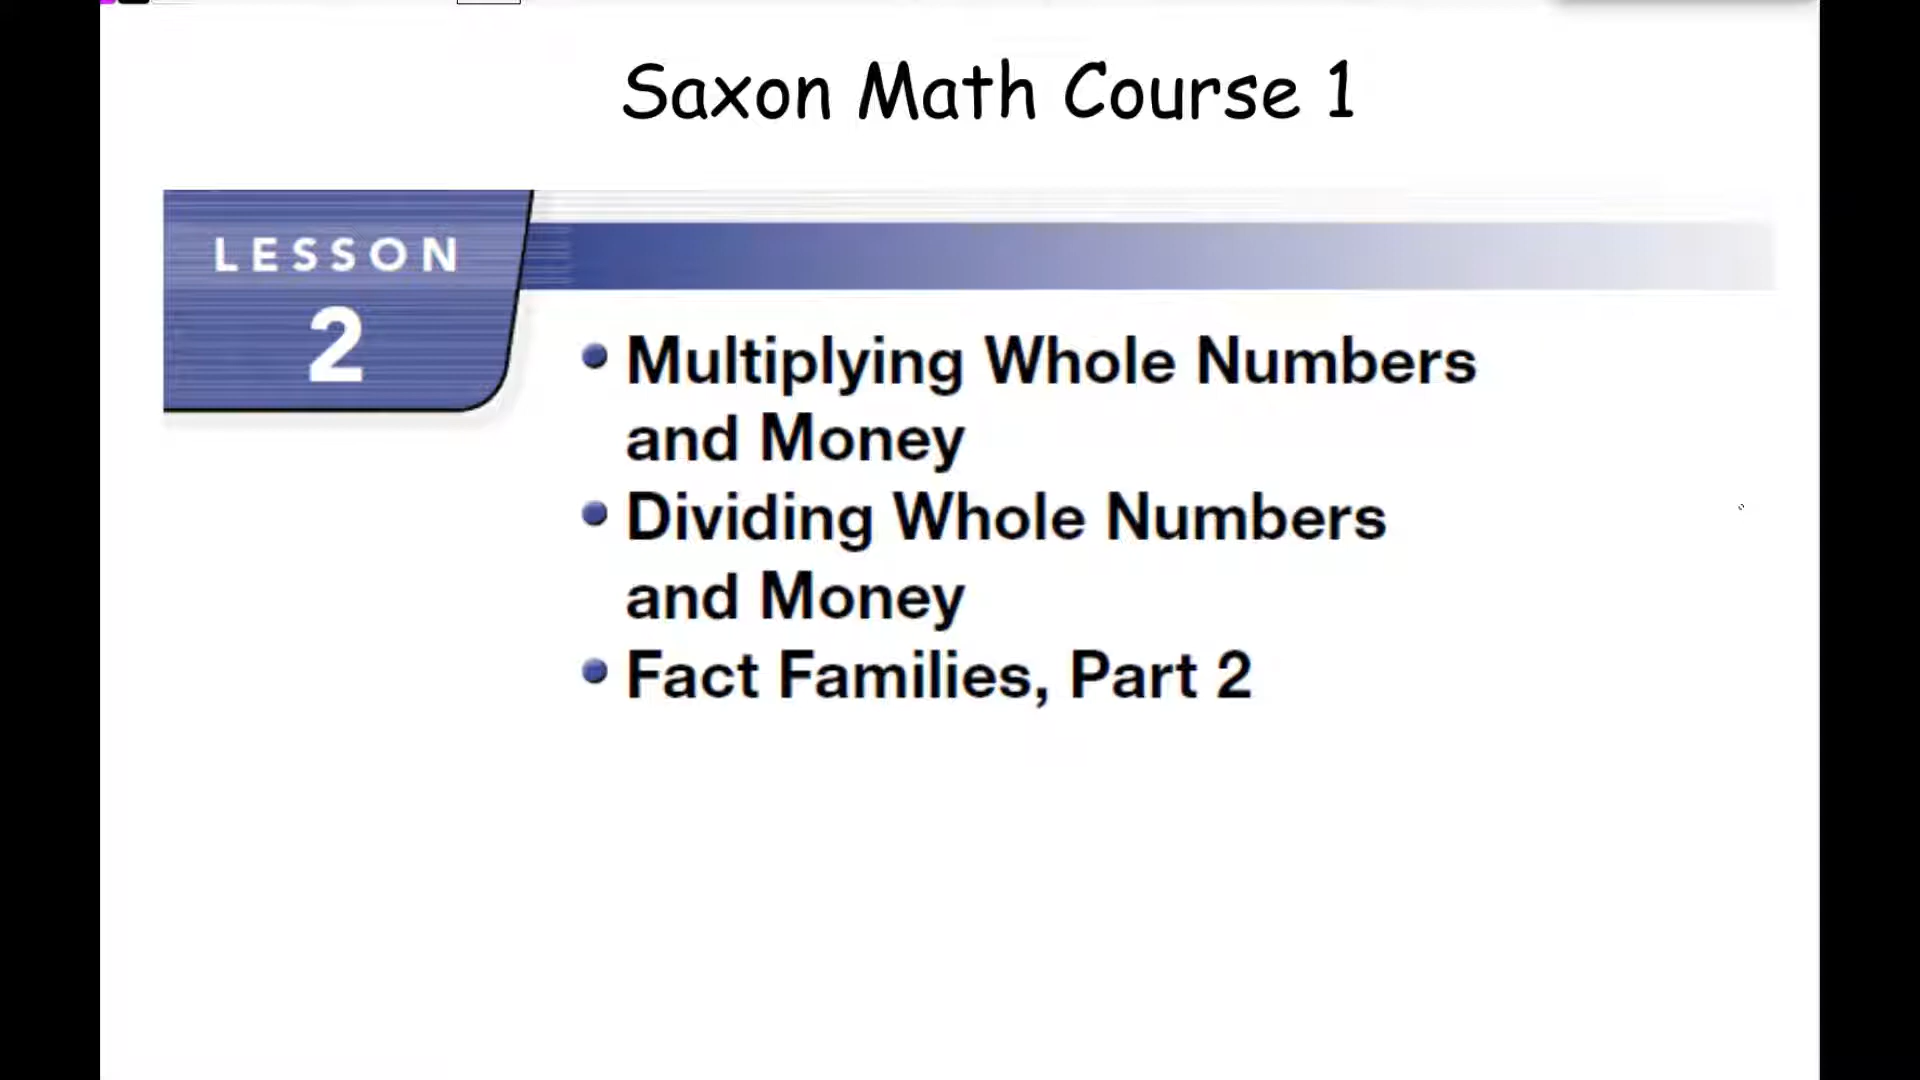 Saxon Math Course 1
LESSON
2
• Multiplying Whole Numbers
and Money
• Dividing Whole Numbers
and Money
• Fact Families, Part 2